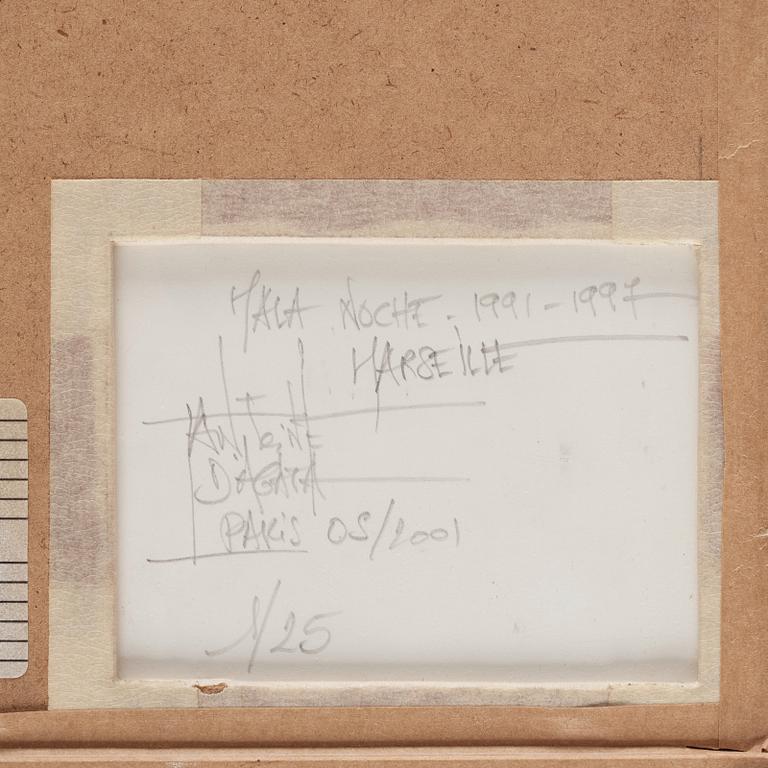 MALA NOCHE - 1991-1997
MARSEILLE
ANTOINE
D'AGATA
PARIS 05/2001
1/25